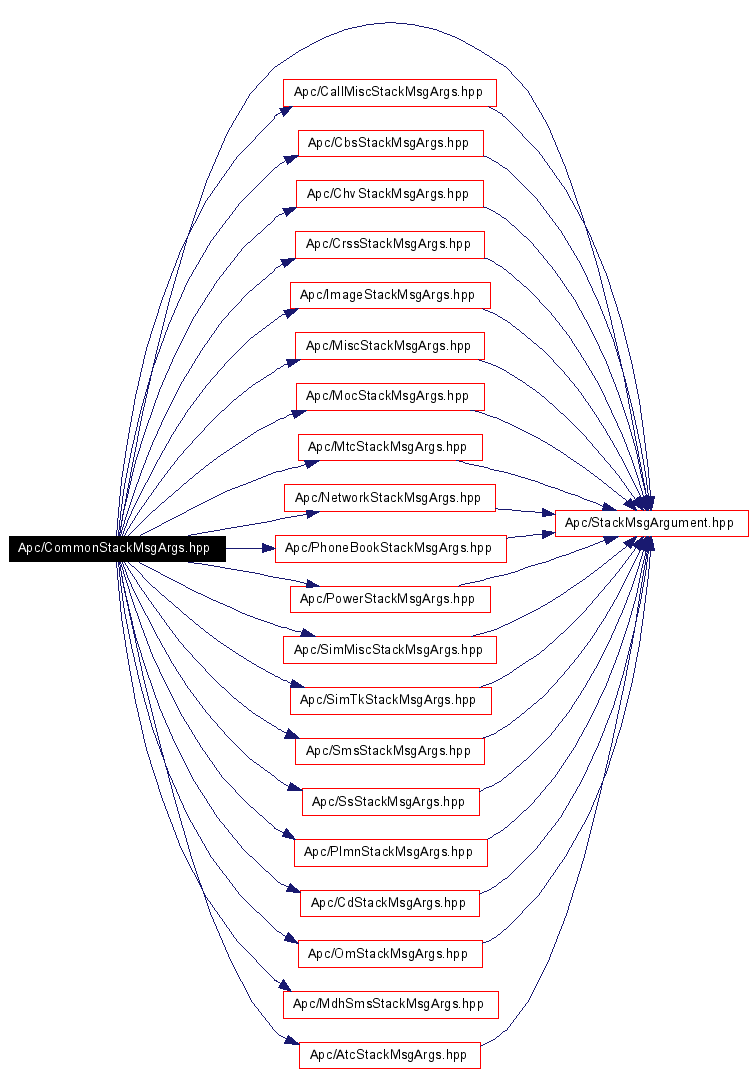 Apc/CallMiscStackMsgArgs.hpp
Apc/CbsStackMsgArgs.hpp
Apc/ChvStackMsgArgs.hpp
Apc/CrssStackMsgArgs.hpp
Apc/ImageStackMsgArgs.hpp
Apc/MiscStackMsgArgs.hpp
Apc/MocStackMsgArgs.hpp
Apc/MtcStackMsgArgs.hpp
Apc/NetworkStackMsgArgs.hpp
Apc/StackMsgArgument.hpp
Apc/CommonStackMsgArgs.hpp
Apc/PhoneBookStackMsgArgs.hpp
Apc/PowerStackMsgArgs.hpp
Apc/SimMiscStackMsgArgs.hpp
Apc/SimTkStackMsgArgs.hpp
Apc/SmsStackMsgArgs.hpp
Apc/SsStackMsgArgs.hpp
Apc/PlmnStackMsgArgs.hpp
Apc/CdStackMsgArgs.hpp
Apc/OmStackMsgArgs.hpp
Apc/MdhSmsStackMsgArgs.hpp
Apc/AtcStackMsgArgs.hpp